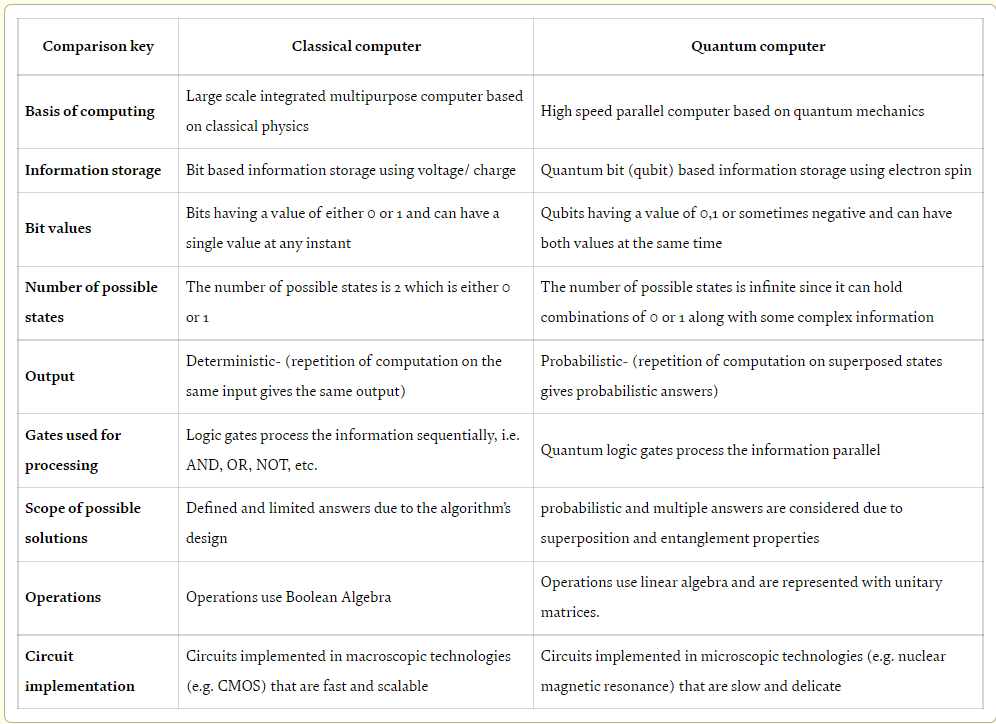 Comparison key
Classical computer
Quantum computer
Basis of computing
Large scale integrated multipurpose computer based
on classical physics
High speed parallel computer based on quantum mechanics
Information storage
Bit based information storage using voltage/ charge
Quantum bit (qubit) based information storage using electron spin
Bit values
Bits having a value of either 0 or 1 and can have a
single value at any instant
Qubits having a value of 0,1 or sometimes negative and can have
both values at the same time
Number of possible
states
The number of possible states is 2 which is either 0
or 1
The number of possible states is infinite since it can hold
combinations of 0 or 1 along with some complex information
Output
Deterministic- (repetition of computation on the
same input gives the same output)
Probabilistic- (repetition of computation on superposed states
gives probabilistic answers)
Gates used for
processing
Logic gates process the information sequentially, i.e.
AND, OR, NOT, etc.
Quantum logic gates process the information parallel
Scope of possible
solutions
Defined and limited answers due to the algorithm's
design
probabilistic and multiple answers are considered due to
superposition and entanglement properties
Operations
Operations use Boolean Algebra
Operations use linear algebra and are represented with unitary
matrices.
Circuit
implementation
Circuits implemented in macroscopic technologies
(e.g. CMOS) that are fast and scalable
Circuits implemented in microscopic technologies (e.g. nuclear
magnetic resonance) that are slow and delicate